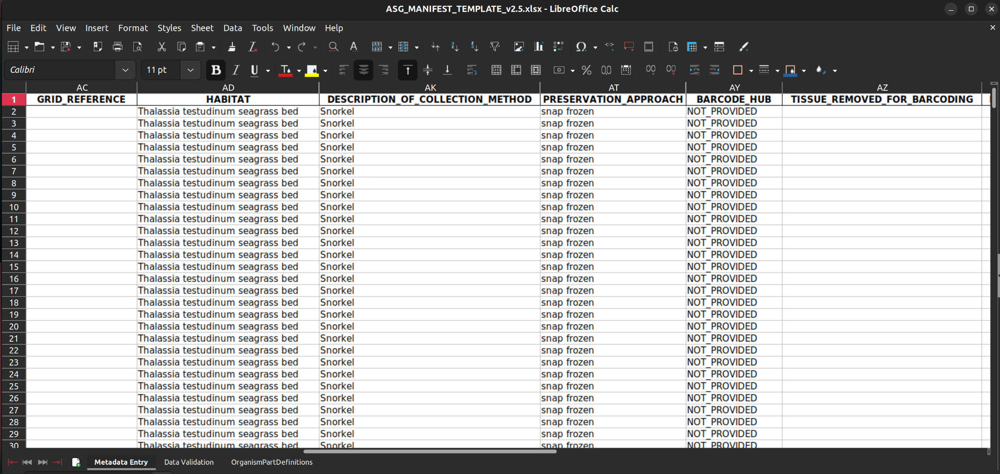 ASG_MANIFEST_TEMPLATE_v2.5.xlsx - LibreOffice Calc
File Edit View Insert Format Styles Sheet Data Tools Window Help
Calibri 11 pt
AC AD AK AT AY AZ
1 GRID_REFERENCE HABITAT DESCRIPTION_OF_COLLECTION_METHOD PRESERVATION_APPROACH BARCODE_HUB TISSUE_REMOVED_FOR_BARCODING
2 Thalassia testudinum seagrass bed Snorkel snap frozen NOT_PROVIDED
3 Thalassia testudinum seagrass bed Snorkel snap frozen NOT_PROVIDED
4 Thalassia testudinum seagrass bed Snorkel snap frozen NOT_PROVIDED
5 Thalassia testudinum seagrass bed Snorkel snap frozen NOT_PROVIDED
6 Thalassia testudinum seagrass bed Snorkel snap frozen NOT_PROVIDED
7 Thalassia testudinum seagrass bed Snorkel snap frozen NOT_PROVIDED
8 Thalassia testudinum seagrass bed Snorkel snap frozen NOT_PROVIDED
9 Thalassia testudinum seagrass bed Snorkel snap frozen NOT_PROVIDED
10 Thalassia testudinum seagrass bed Snorkel snap frozen NOT_PROVIDED
11 Thalassia testudinum seagrass bed Snorkel snap frozen NOT_PROVIDED
12 Thalassia testudinum seagrass bed Snorkel snap frozen NOT_PROVIDED
13 Thalassia testudinum seagrass bed Snorkel snap frozen NOT_PROVIDED
14 Thalassia testudinum seagrass bed Snorkel snap frozen NOT_PROVIDED
15 Thalassia testudinum seagrass bed Snorkel snap frozen NOT_PROVIDED
16 Thalassia testudinum seagrass bed Snorkel snap frozen NOT_PROVIDED
17 Thalassia testudinum seagrass bed Snorkel snap frozen NOT_PROVIDED
18 Thalassia testudinum seagrass bed Snorkel snap frozen NOT_PROVIDED
19 Thalassia testudinum seagrass bed Snorkel snap frozen NOT_PROVIDED
20 Thalassia testudinum seagrass bed Snorkel snap frozen NOT_PROVIDED
21 Thalassia testudinum seagrass bed Snorkel snap frozen NOT_PROVIDED
22 Thalassia testudinum seagrass bed Snorkel snap frozen NOT_PROVIDED
23 Thalassia testudinum seagrass bed Snorkel snap frozen NOT_PROVIDED
24 Thalassia testudinum seagrass bed Snorkel snap frozen NOT_PROVIDED
25 Thalassia testudinum seagrass bed Snorkel snap frozen NOT_PROVIDED
26 Thalassia testudinum seagrass bed Snorkel snap frozen NOT_PROVIDED
27 Thalassia testudinum seagrass bed Snorkel snap frozen NOT_PROVIDED
28 Thalassia testudinum seagrass bed Snorkel snap frozen NOT_PROVIDED
29 Thalassia testudinum seagrass bed Snorkel snap frozen NOT_PROVIDED
30 Thalassia testudinum seagrass bed Snorkel snap frozen NOT_PROVIDED
Metadata Entry Data Validation OrganismPartDefinitions